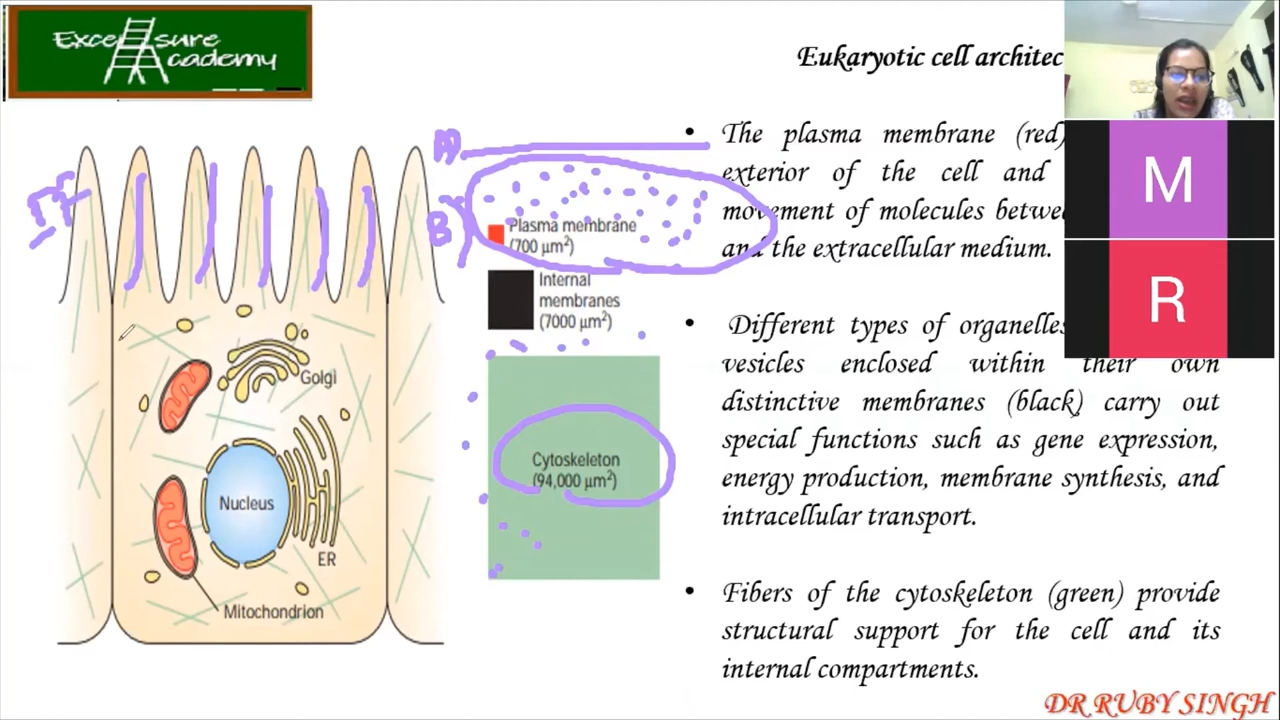 Excel sure
Academy
Eukaryotic cell architec
The plasma membrane (red)
exterior of the cell and
movement of molecules betwe
and the extracellular medium.
Different types of organelles
vesicles enclosed within their own
distinctive membranes (black) carry out
special functions such as gene expression,
energy production, membrane synthesis, and
intracellular transport.
Fibers of the cytoskeleton (green) provide
structural support for the cell and its
internal compartments.
A)
B)
Plasma membrane
(700 μm²)
Internal
membranes
(7000 μm²)
Cytoskeleton
(94,000 μm²)
Golgi
Nucleus
ER
Mitochondrion
M
R
DR RUBY SINGH